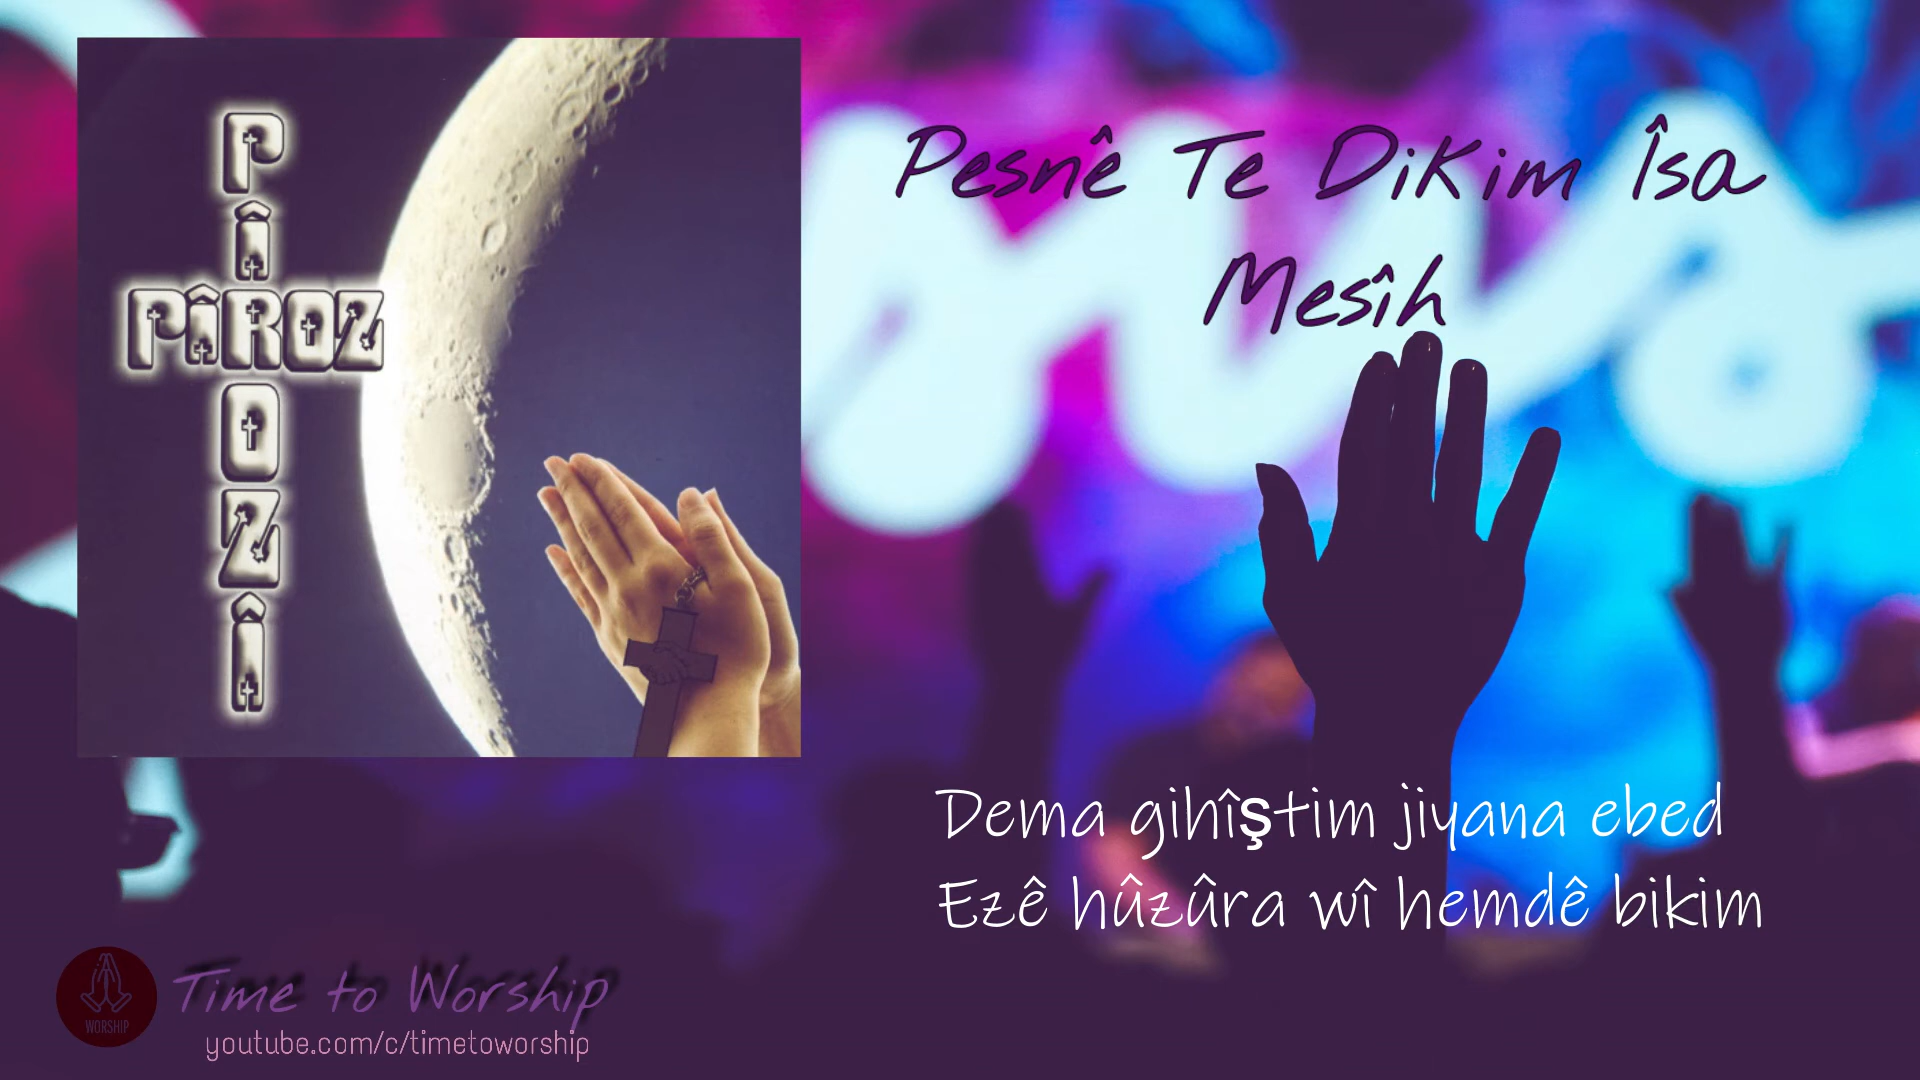 PÎROZ
PÎROZÎ
Pesnê Te Dikim Îsa
Mesîh
Dema gihîştim jiyana ebed
Ezê hûzûra wî hemdê bikim
WORSHIP
Time to Worship
youtube.com/c/timetoworship